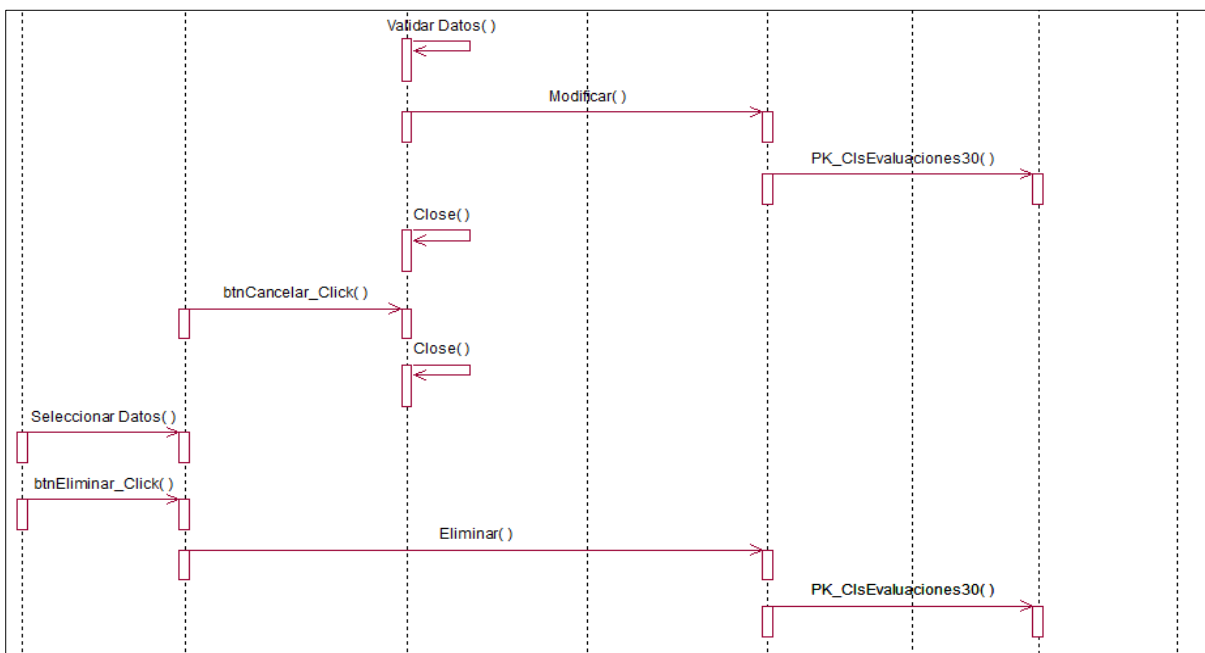 Validar Datos( )
Modificar( )
PK_ClsEvaluaciones30( )
Close( )
btnCancelar_Click( )
Close( )
Seleccionar Datos( )
btnEliminar_Click( )
Eliminar( )
PK_ClsEvaluaciones30( )